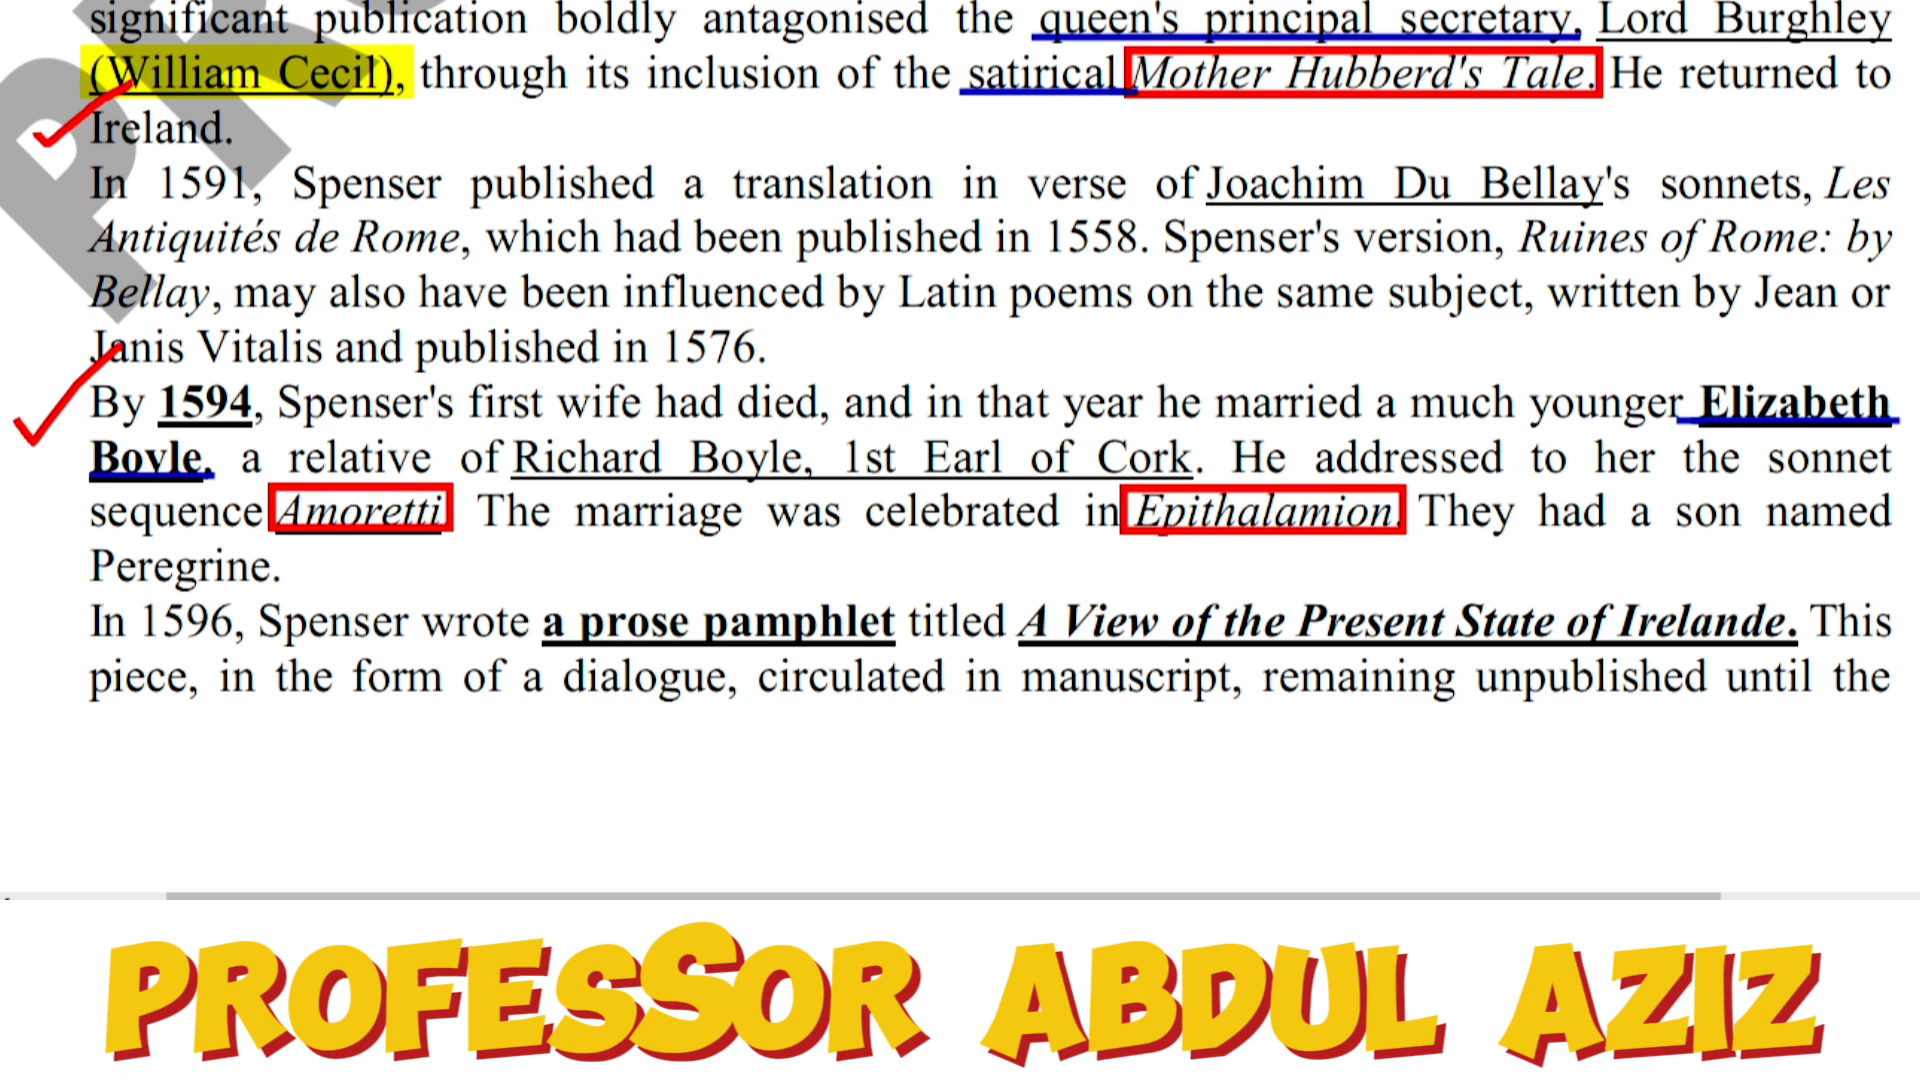 significant publication boldly antagonised the queen's principal secretary, Lord Burghley
(William Cecil), through its inclusion of the satirical Mother Hubberd's Tale. He returned to
Ireland.
In 1591, Spenser published a translation in verse of Joachim Du Bellay's sonnets, Les
Antiquités de Rome, which had been published in 1558. Spenser's version, Ruines of Rome: by
Bellay, may also have been influenced by Latin poems on the same subject, written by Jean or
Janis Vitalis and published in 1576.
By 1594, Spenser's first wife had died, and in that year he married a much younger Elizabeth
Boyle, a relative of Richard Boyle, 1st Earl of Cork. He addressed to her the sonnet
sequence Amoretti. The marriage was celebrated in Epithalamion. They had a son named
Peregrine.
In 1596, Spenser wrote a prose pamphlet titled A View of the Present State of Irelande. This
piece, in the form of a dialogue, circulated in manuscript, remaining unpublished until the
PROFESSOR ABDUL AZIZ